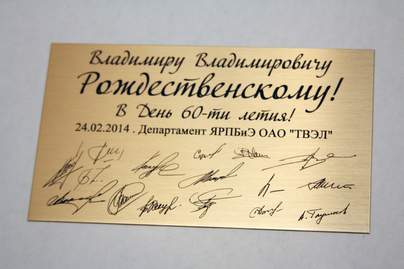 Владимиру Владимировичу
Рождественскому!
В День 60-ти летия!
24.02.2014 . Департамент ЯРПБиЭ ОАО "ТВЭЛ"